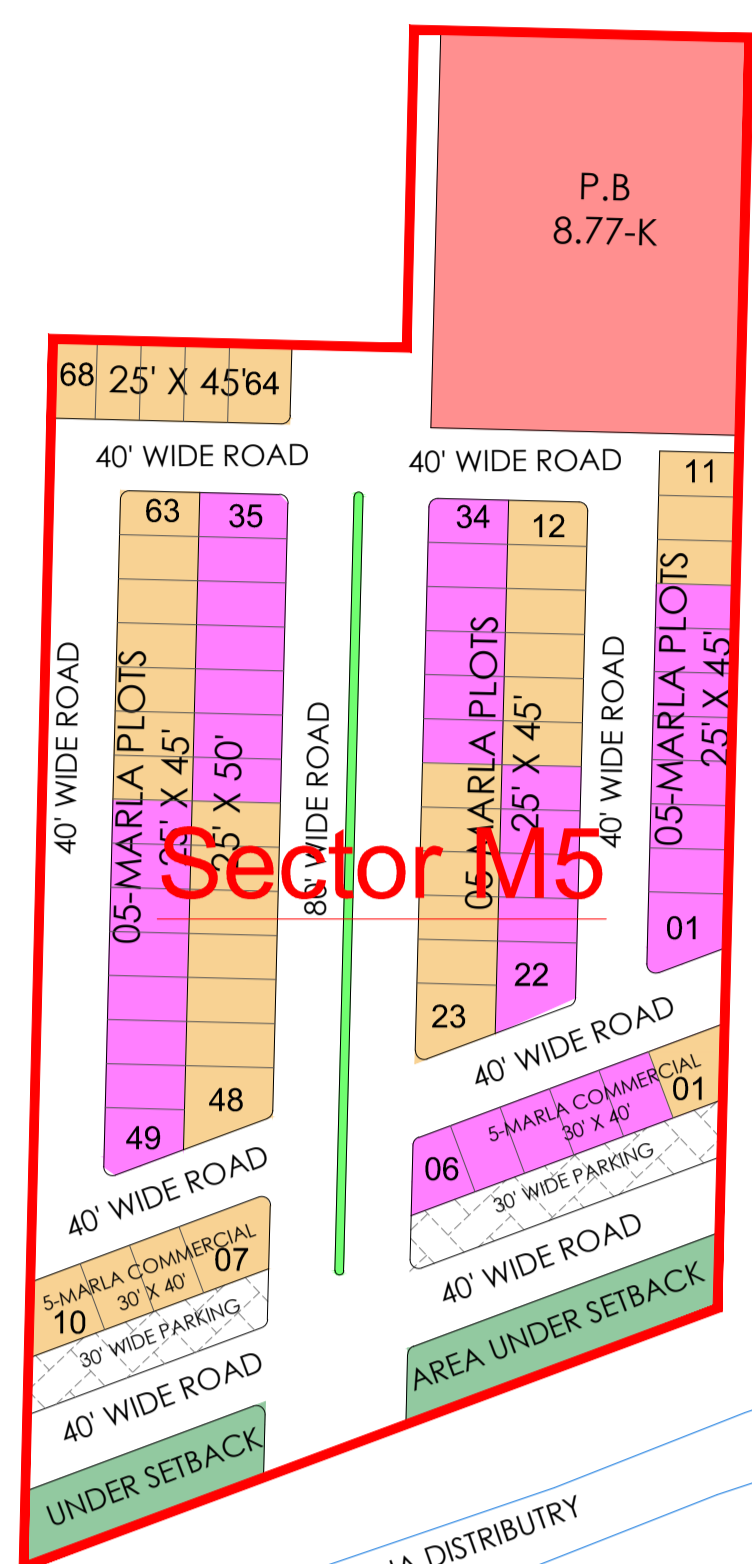 P.B
8.77-K
68 25' X 45' 64
40' WIDE ROAD
40' WIDE ROAD
11
63
35
34
12
40' WIDE ROAD
05-MARLA PLOTS
25' X 45'
25' X 50'
80' WIDE ROAD
05-MARLA PLOTS
25' X 45'
40' WIDE ROAD
05-MARLA PLOTS
25' X 45'
Sector M5
01
22
23
40' WIDE ROAD
48
49
5-MARLA COMMERCIAL
30' X 40'
01
06
30' WIDE PARKING
40' WIDE ROAD
40' WIDE ROAD
AREA UNDER SETBACK
5-MARLA COMMERCIAL
30' X 40'
07
10
30' WIDE PARKING
40' WIDE ROAD
UNDER SETBACK
DISTRIBUTRY